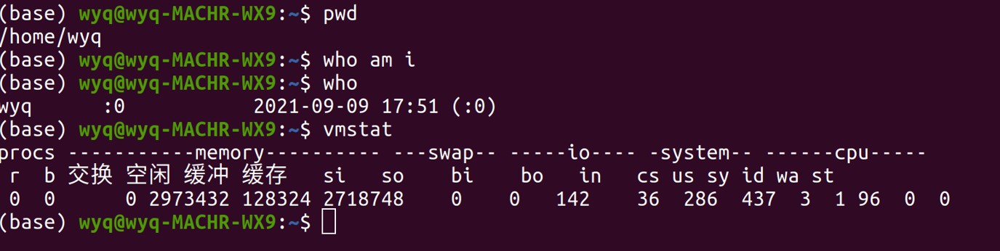 (base) wyq@wyq-MACHR-WX9:~$ pwd
/home/wyq
(base) wyq@wyq-MACHR-WX9:~$ who am i
(base) wyq@wyq-MACHR-WX9:~$ who
wyq      :0           2021-09-09 17:51 (:0)
(base) wyq@wyq-MACHR-WX9:~$ vmstat
procs -----------memory---------- ---swap-- -----io---- -system-- ------cpu-----
 r  b 交换 空闲 缓冲 缓存   si   so    bi    bo   in   cs us sy id wa st
 0  0      0 2973432 128324 2718748    0    0   142    36  286  437  3  1 96  0  0
(base) wyq@wyq-MACHR-WX9:~$